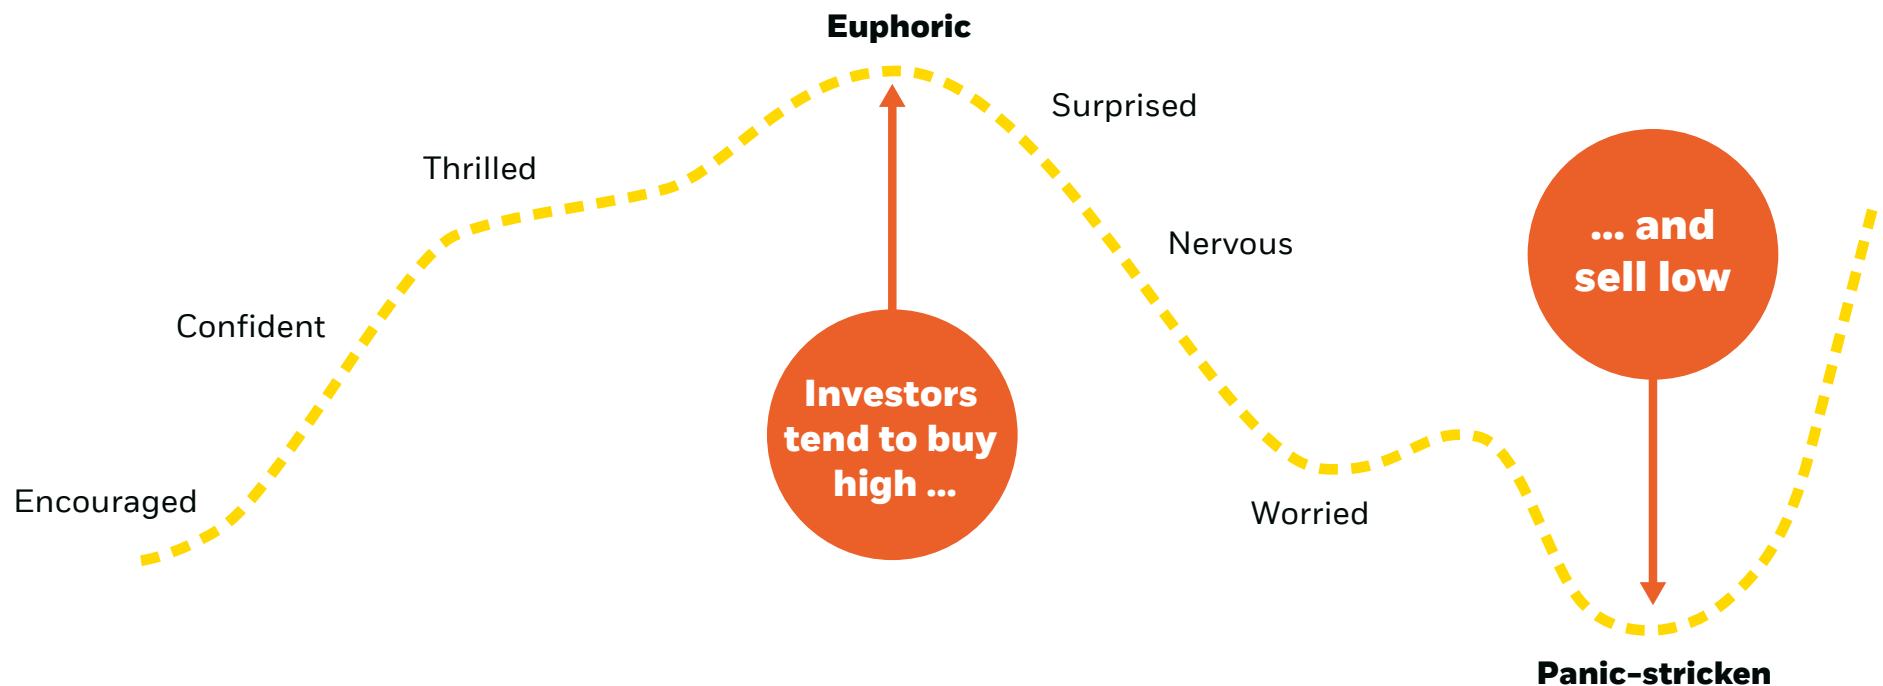 Euphoric
Surprised
Thrilled
... and
sell low
Nervous
Confident
Investors
tend to buy
high ...
Encouraged
Worried
Panic-stricken